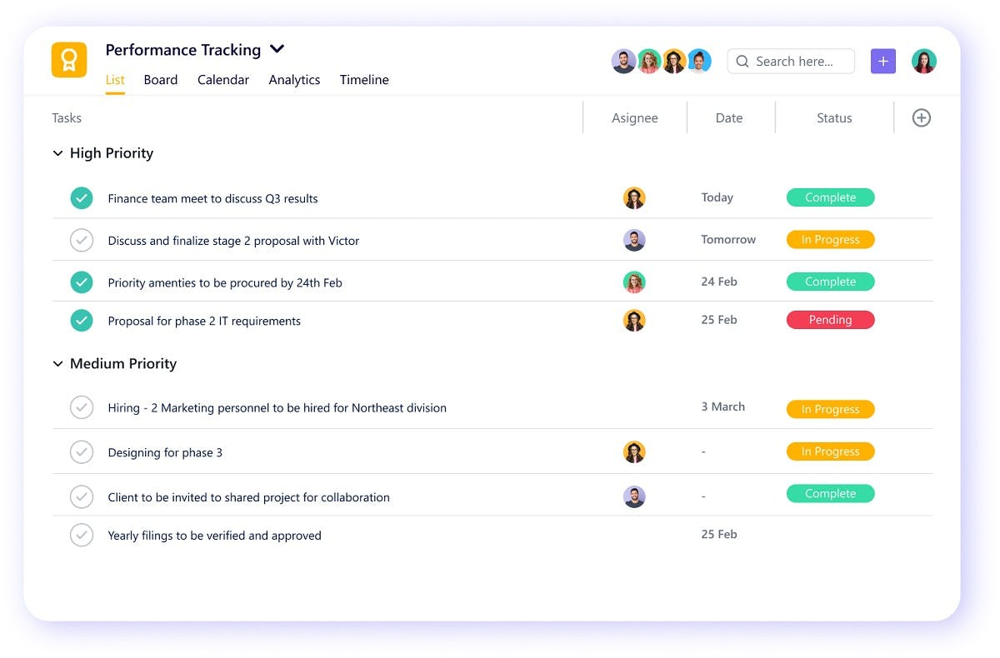 Performance Tracking
List Board Calendar Analytics Timeline
Search here...
Tasks Asignee Date Status
High Priority
Finance team meet to discuss Q3 results Today Complete
Discuss and finalize stage 2 proposal with Victor Tomorrow In Progress
Priority amenties to be procured by 24th Feb 24 Feb Complete
Proposal for phase 2 IT requirements 25 Feb Pending
Medium Priority
Hiring - 2 Marketing personnel to be hired for Northeast division 3 March In Progress
Designing for phase 3 - In Progress
Client to be invited to shared project for collaboration - Complete
Yearly filings to be verified and approved 25 Feb